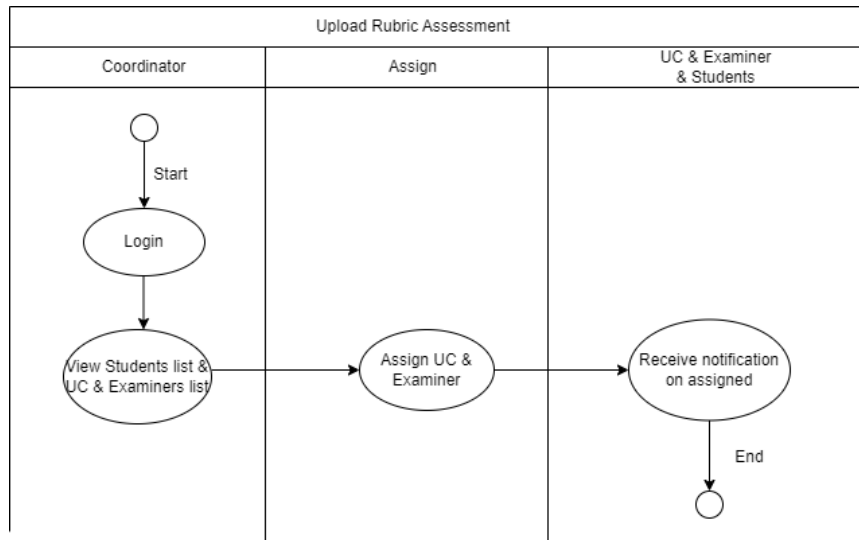 Upload Rubric Assessment
Coordinator
Assign
UC & Examiner
& Students
Start
Login
View Students list &
UC & Examiners list
Assign UC &
Examiner
Receive notification
on assigned
End